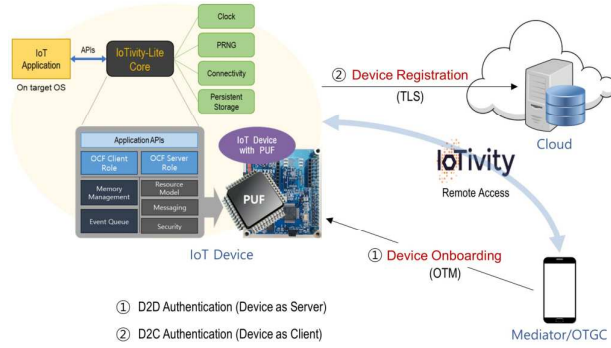 IoT
Application
On target OS
APIs
IoTivity-Lite
Core
Clock
PRNG
Connectivity
Persistent
Storage
② Device Registration
(TLS)
Cloud
Application APIs
OCF Client
Role
OCF Server
Role
Memory
Management
Event Queue
Resource
Model
Messaging
Security
IoT Device
with PUF
PUF
IoT Device
IoTivity
Remote Access
① Device Onboarding
(OTM)
Mediator/OTGC
① D2D Authentication (Device as Server)
② D2C Authentication (Device as Client)